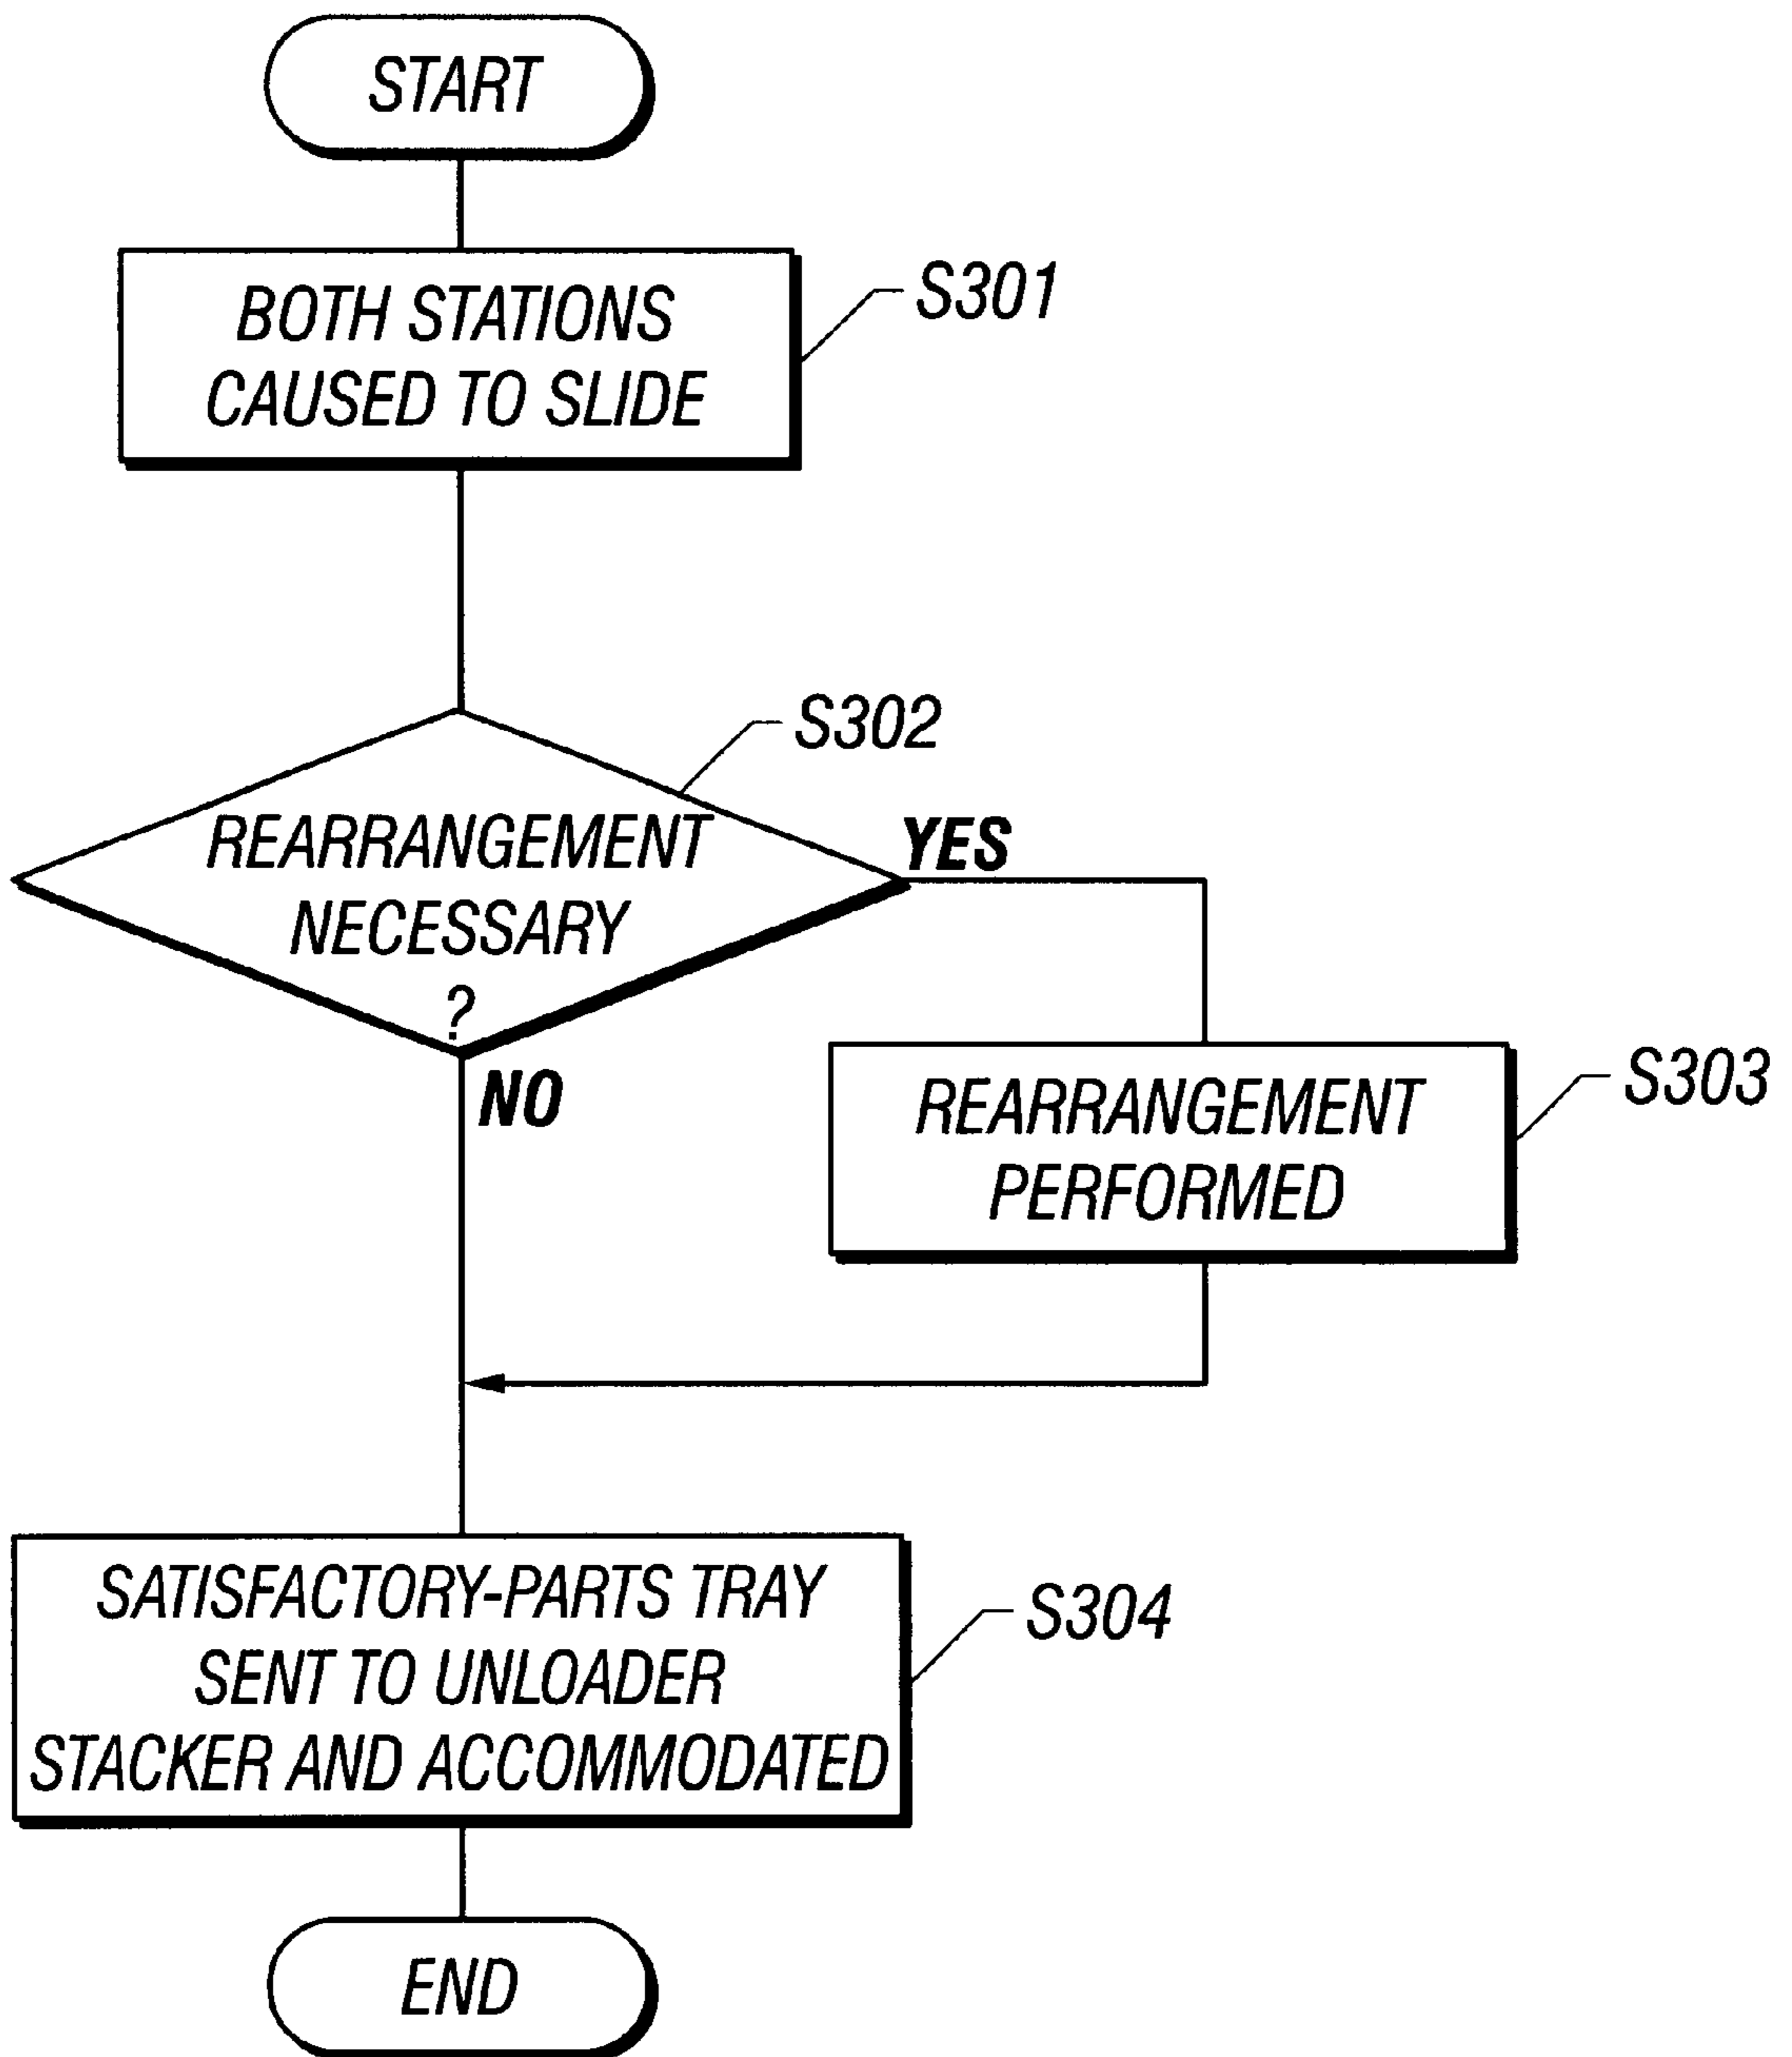 START
BOTH STATIONS
CAUSED TO SLIDE
S301
REARRANGEMENT
NECESSARY
?
S302
YES
NO
REARRANGEMENT
PERFORMED
S303
SATISFACTORY-PARTS TRAY
SENT TO UNLOADER
STACKER AND ACCOMMODATED
S304
END